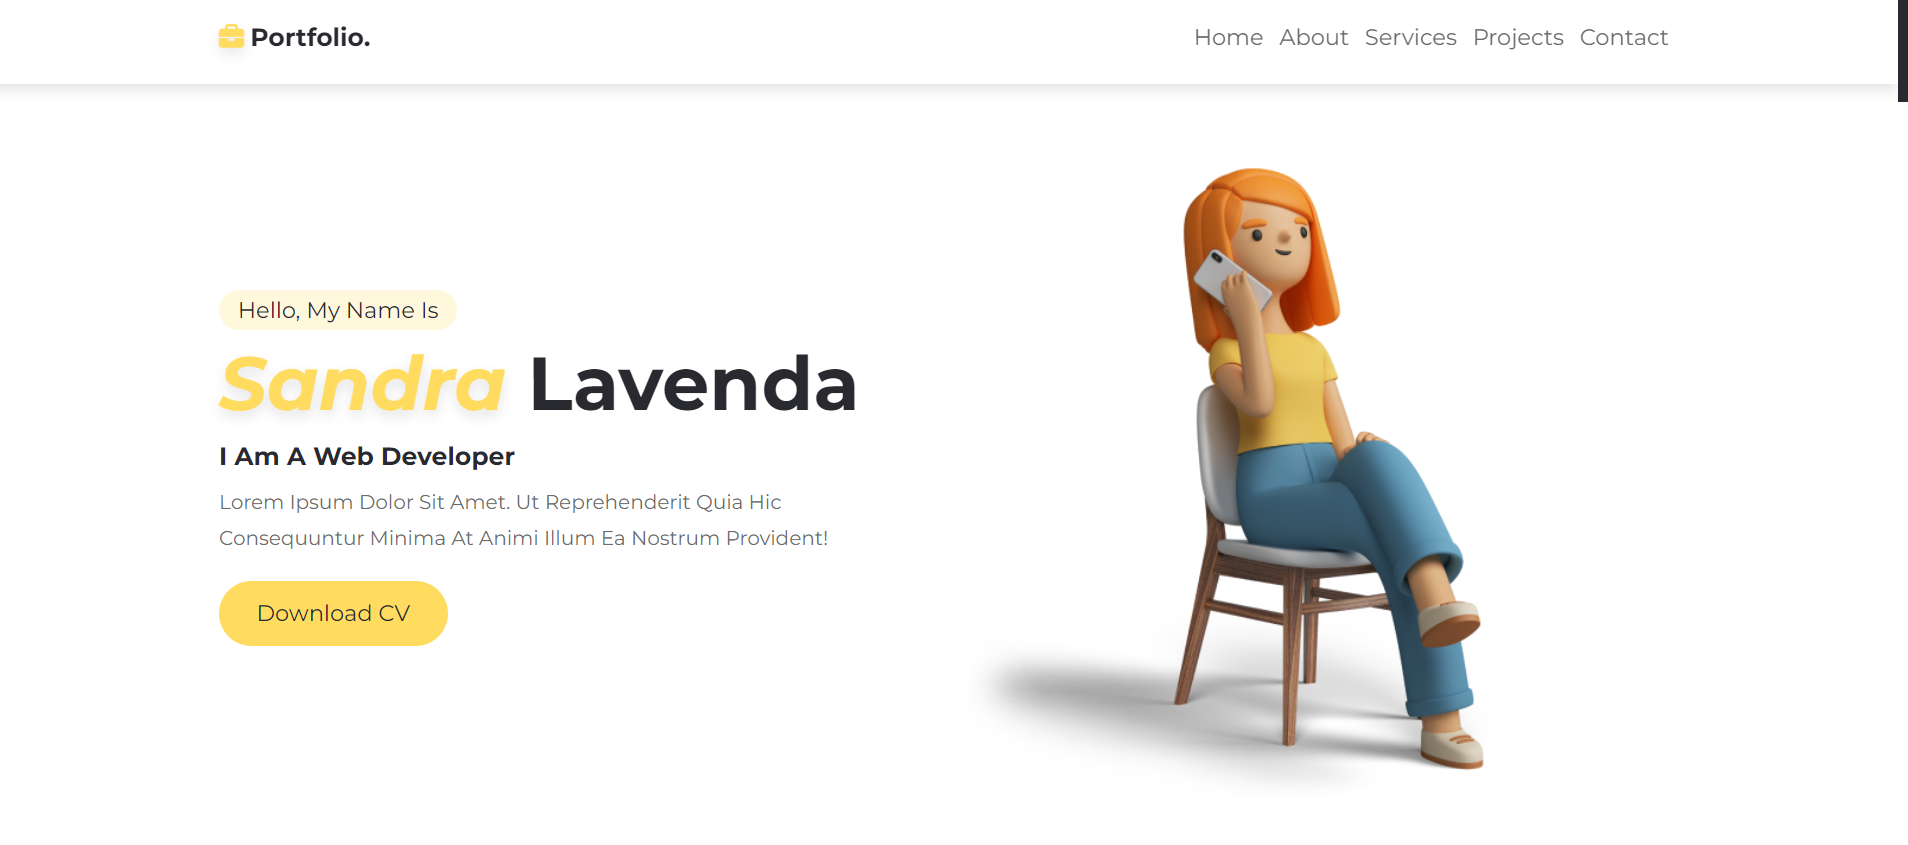 Portfolio.
Home About Services Projects Contact
Hello, My Name Is
Sandra Lavenda
I Am A Web Developer
Lorem Ipsum Dolor Sit Amet. Ut Reprehenderit Quia Hic
Consequuntur Minima At Animi Illum Ea Nostrum Provident!
Download CV